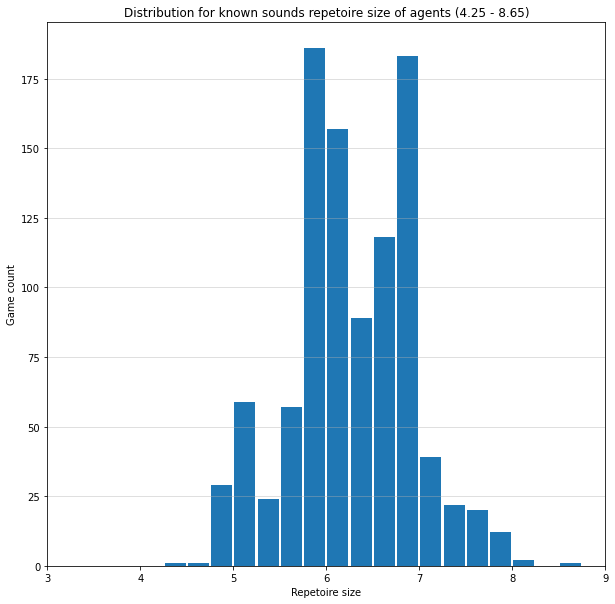 Distribution for known sounds repetoire size of agents (4.25 - 8.65)
175
150
125
100
75
50
25
0
Game count
3 4 5 6 7 8 9
Repetoire size